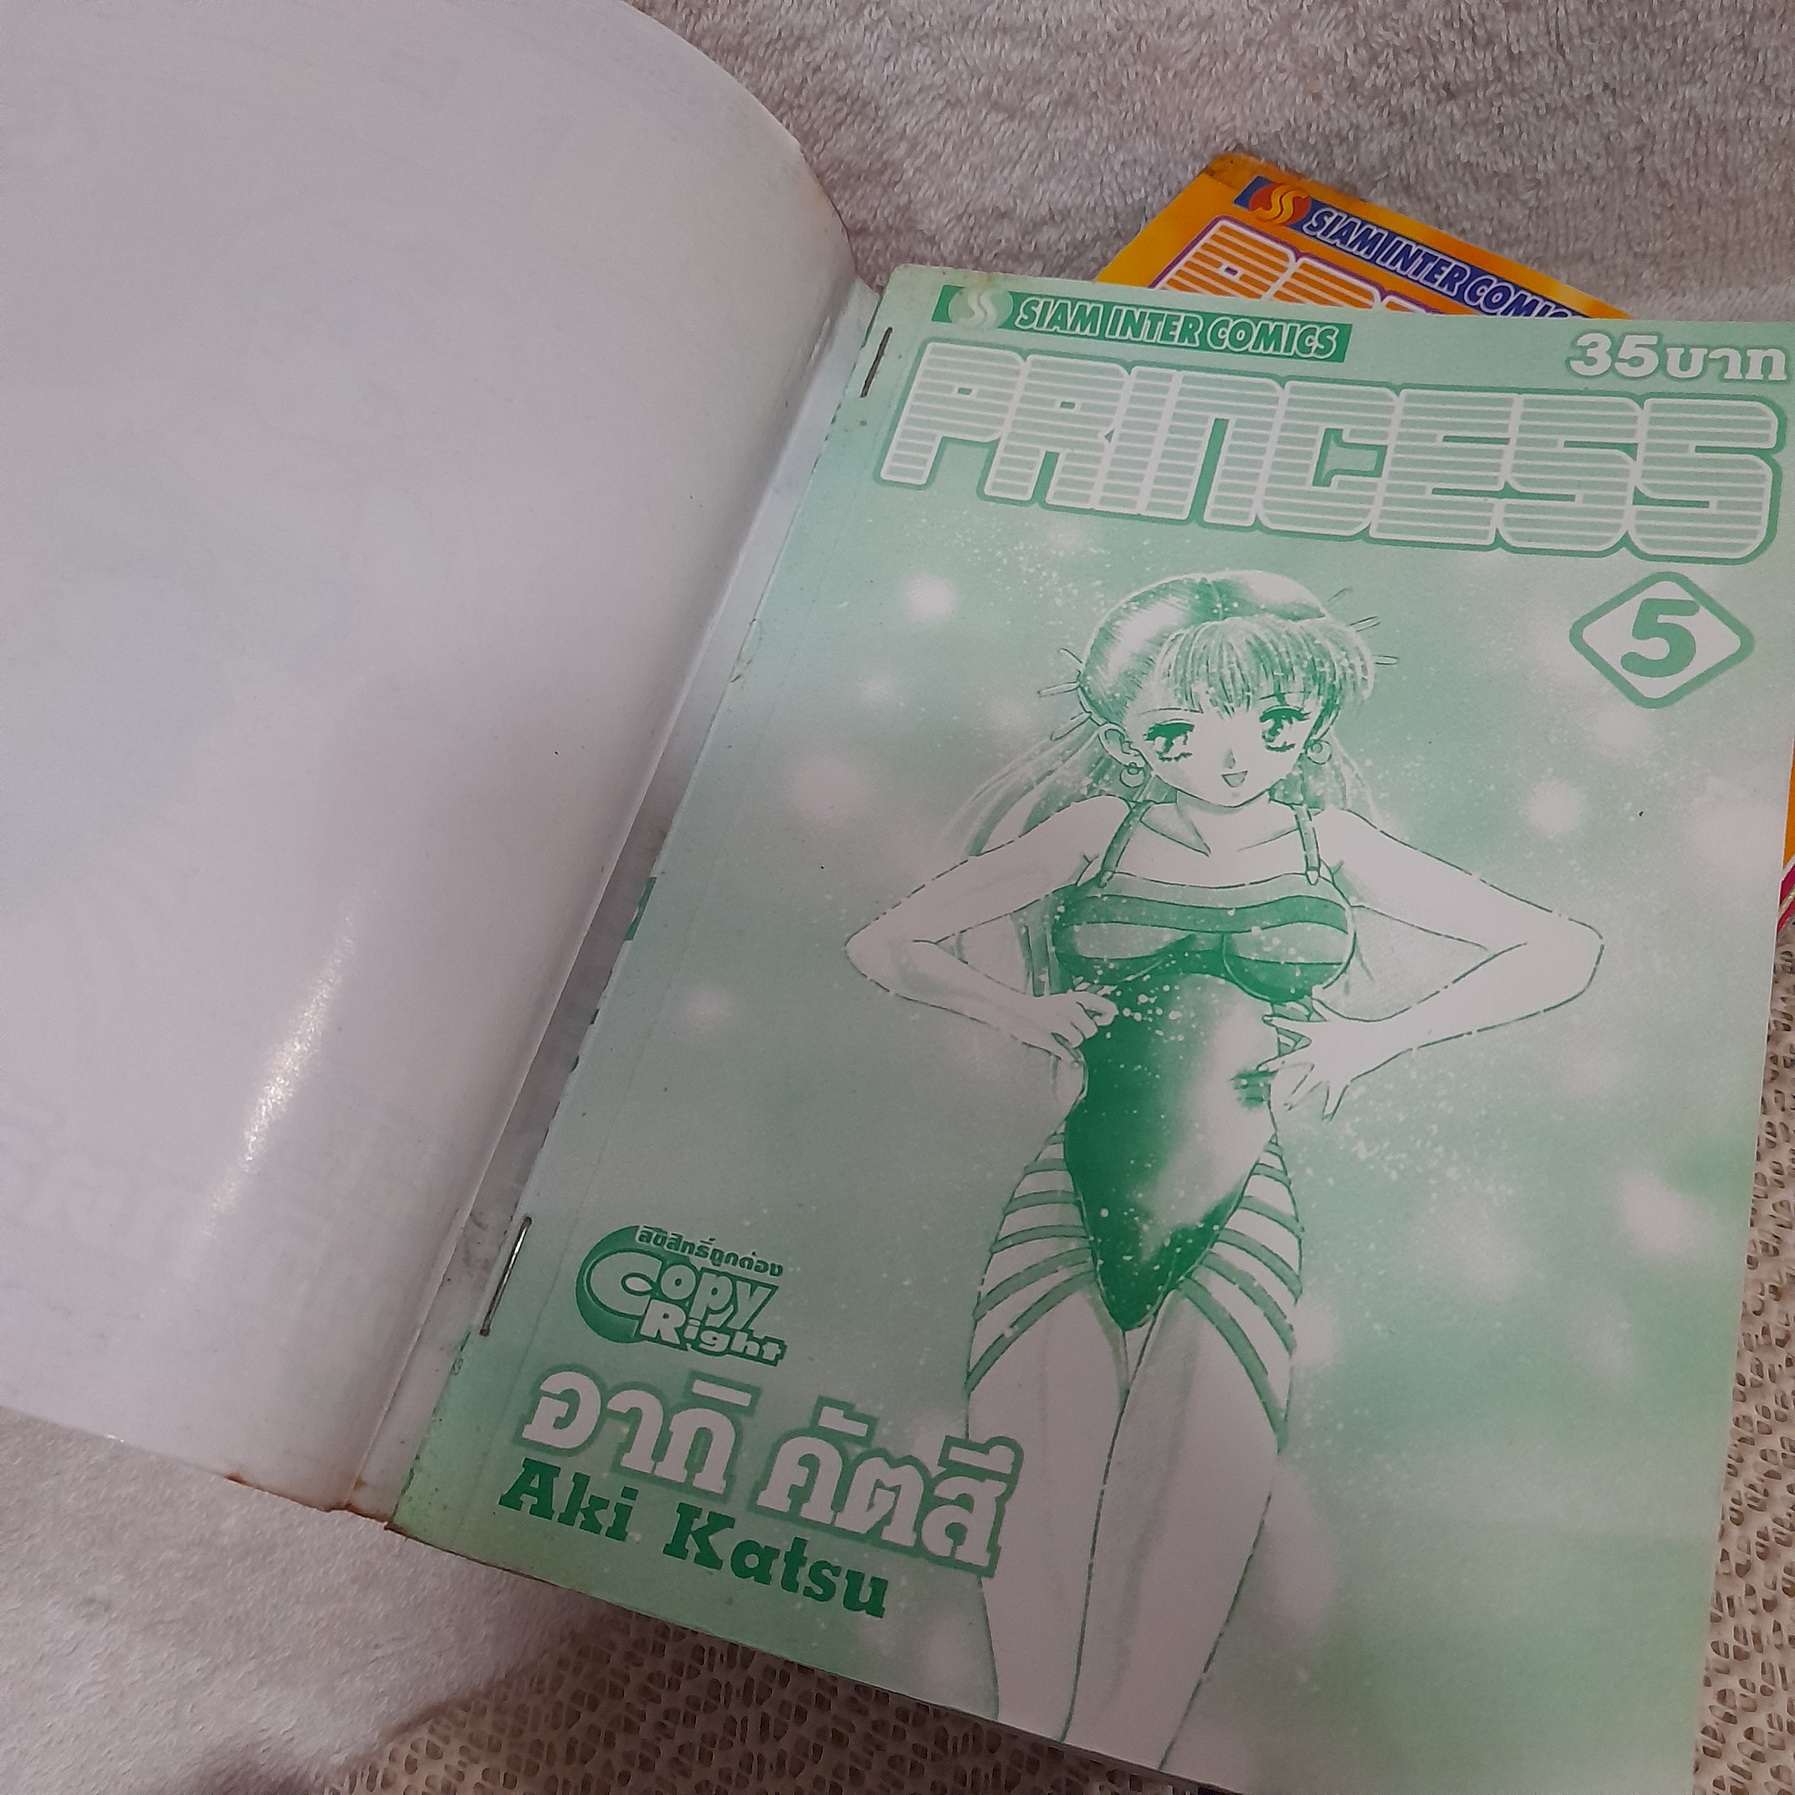 SIAM INTER COMICS
SIAM INTER COMICS
35บาท
PRINCESS
5
ลิขสิทธิ์ถูกต้อง
Copy
Right
อากิ คัตสึ
Aki Katsu